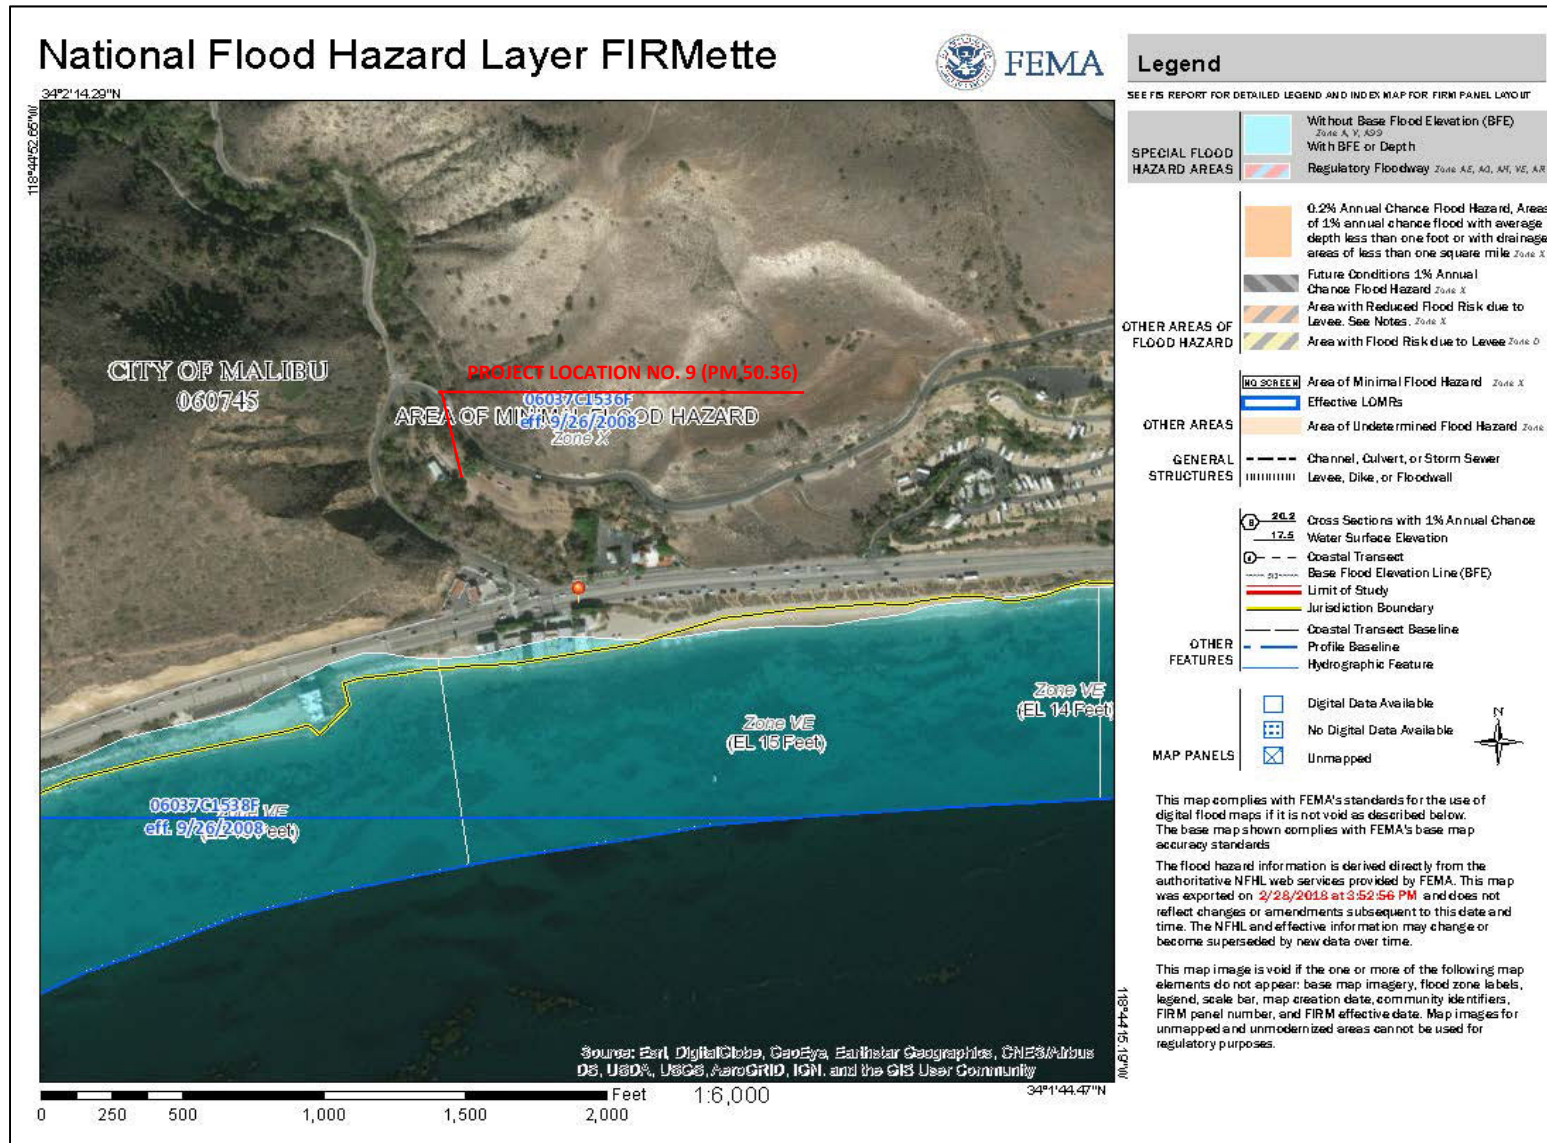 National Flood Hazard Layer FIRMette
FEMA
34°2'14.29"N
118°44'52.65"W
CITY OF MALIBU
060745
PROJECT LOCATION NO. 9 (PM 50.36)
06037C1536F
AREA OF MINIMAL FLOOD HAZARD
eff. 9/26/2008
Zone X
Zone VE
(EL 14 Feet)
Zone VE
(EL 15 Feet)
06037C1538F
Zone VE
eff. 9/26/2008
Feet)
Source: Esri, DigitalGlobe, GeoEye, Earthstar Geographics, CNES/Airbus
DS, USDA, USGS, AeroGRID, IGN, and the GIS User Community
118°44'15.19"W
34°1'44.47"N
Feet
1:6,000
0 250 500 1,000 1,500 2,000
Legend
SEE FIS REPORT FOR DETAILED LEGEND AND INDEX MAP FOR FIRM PANEL LAYOUT
SPECIAL FLOOD
HAZARD AREAS
Without Base Flood Elevation (BFE)
Zone A, V, A99
With BFE or Depth
Regulatory Floodway Zone AE, AO, AH, VE, AR
OTHER AREAS OF
FLOOD HAZARD
0.2% Annual Chance Flood Hazard, Areas
of 1% annual chance flood with average
depth less than one foot or with drainage
areas of less than one square mile Zone X
Future Conditions 1% Annual
Chance Flood Hazard Zone X
Area with Reduced Flood Risk due to
Levee. See Notes. Zone X
Area with Flood Risk due to Levee Zone D
OTHER AREAS
NO SCREEN Area of Minimal Flood Hazard Zone X
Effective LOMRs
Area of Undetermined Flood Hazard Zone
GENERAL
STRUCTURES
Channel, Culvert, or Storm Sewer
Levee, Dike, or Floodwall
OTHER
FEATURES
B 20.2 Cross Sections with 1% Annual Chance
17.5 Water Surface Elevation
Coastal Transect
Base Flood Elevation Line (BFE)
Limit of Study
Jurisdiction Boundary
Coastal Transect Baseline
Profile Baseline
Hydrographic Feature
MAP PANELS
Digital Data Available
No Digital Data Available
Unmapped
N
This map complies with FEMA's standards for the use of
digital flood maps if it is not void as described below.
The base map shown complies with FEMA's base map
accuracy standards
The flood hazard information is derived directly from the
authoritative NFHL web services provided by FEMA. This map
was exported on 2/28/2018 at 3:52:56 PM and does not
reflect changes or amendments subsequent to this date and
time. The NFHL and effective information may change or
become superseded by new data over time.
This map image is void if the one or more of the following map
elements do not appear: base map imagery, flood zone labels,
legend, scale bar, map creation date, community identifiers,
FIRM panel number, and FIRM effective date. Map images for
unmapped and unmodernized areas cannot be used for
regulatory purposes.